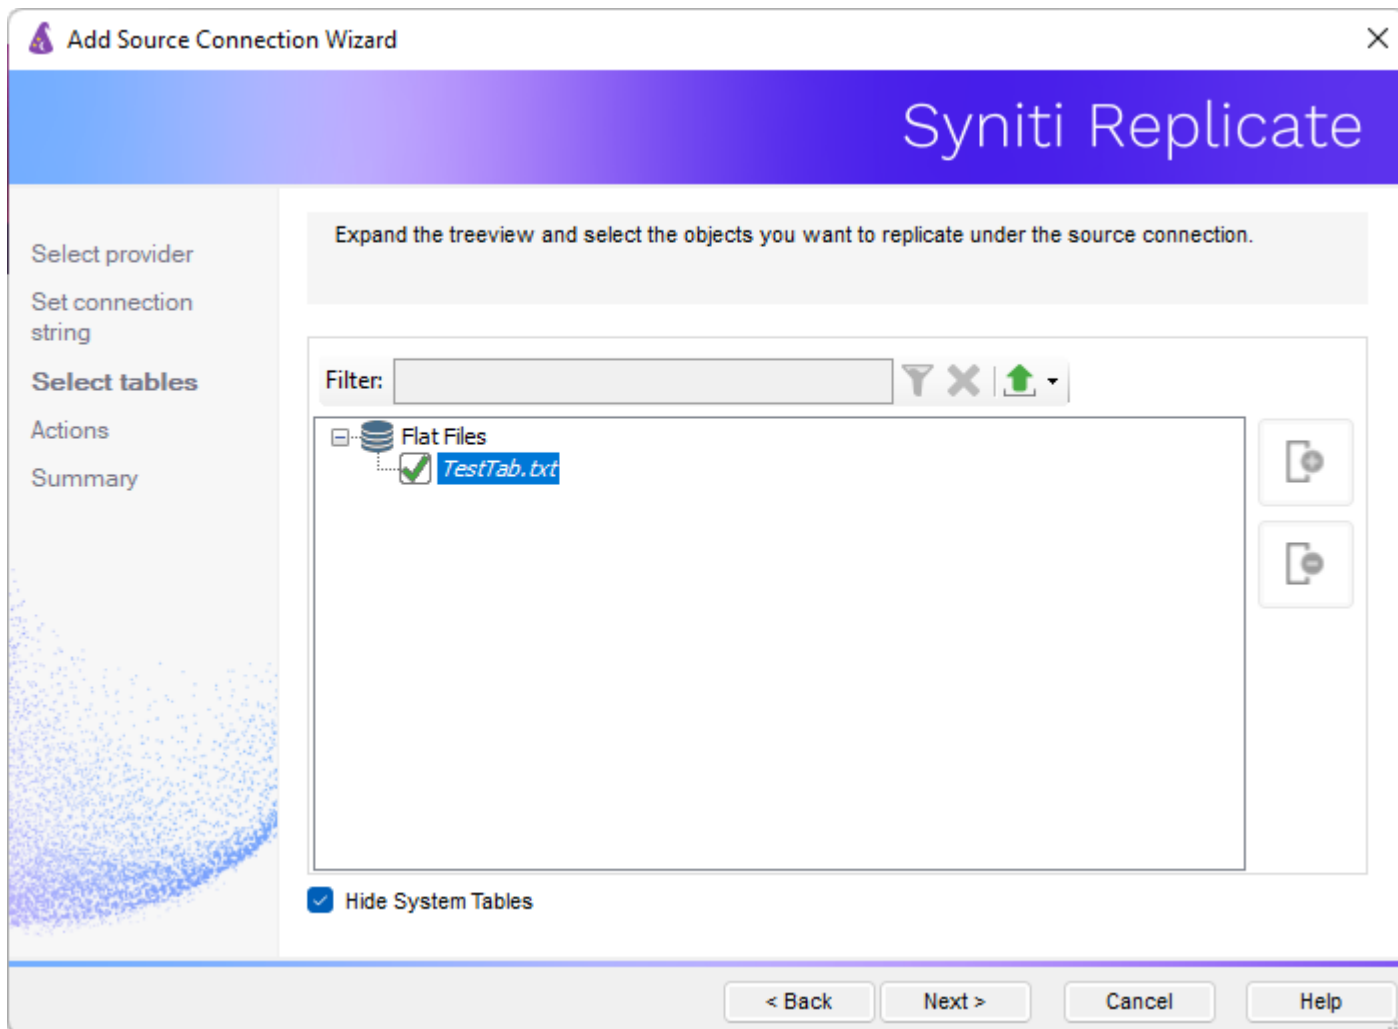 Add Source Connection Wizard
Syniti Replicate
Select provider
Set connection
string
Select tables
Actions
Summary
Expand the treeview and select the objects you want to replicate under the source connection.
Filter:
Flat Files
TestTab.txt
Hide System Tables
< Back
Next >
Cancel
Help